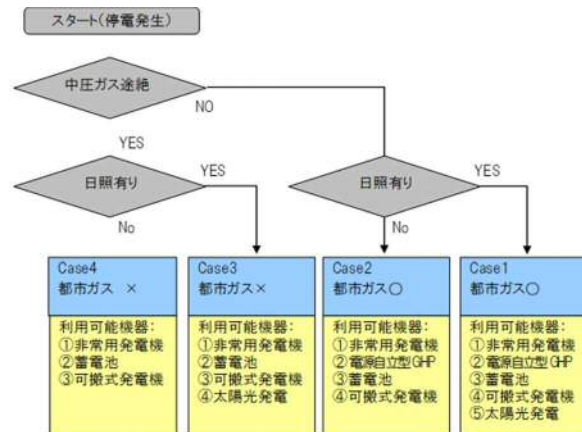 スタート(停電発生)
中圧ガス途絶
NO
YES
日照有り
YES
No
日照有り
YES
No
Case4
都市ガス ×
利用可能機器:
①非常用発電機
②蓄電池
③可搬式発電機
Case3
都市ガス×
利用可能機器:
①非常用発電機
②蓄電池
③可搬式発電機
④太陽光発電
Case2
都市ガス○
利用可能機器:
①非常用発電機
②電源自立型GHP
③蓄電池
④可搬式発電機
Case1
都市ガス○
利用可能機器:
①非常用発電機
②電源自立型GHP
③蓄電池
④可搬式発電機
⑤太陽光発電